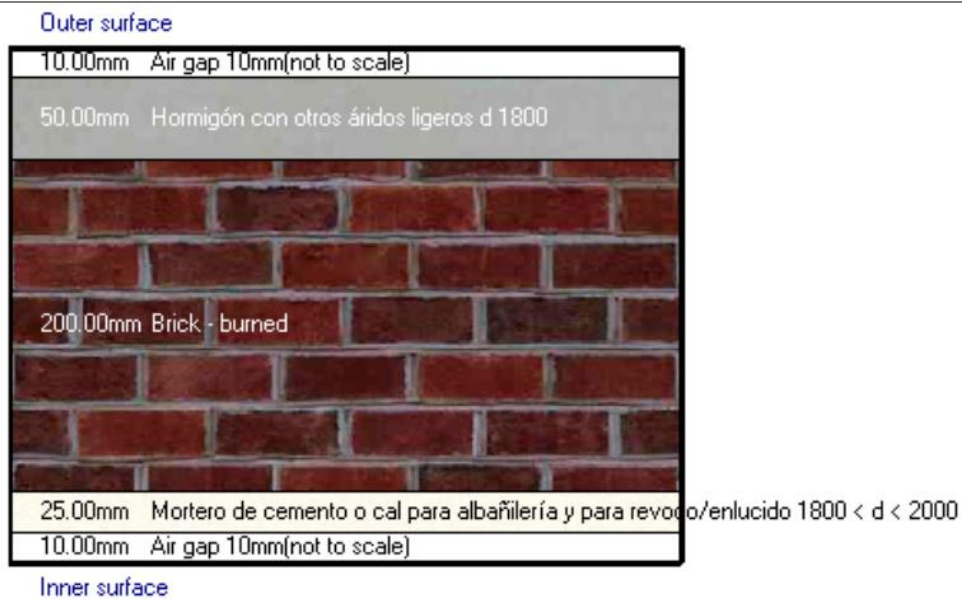 Outer surface
10.00mm Air gap 10mm(not to scale)
50.00mm Hormigón con otros áridos ligeros d 1800
200.00mm Brick - burned
25.00mm Mortero de cemento o cal para albañilería y para revoco/enlucido 1800 < d < 2000
10.00mm Air gap 10mm(not to scale)
Inner surface